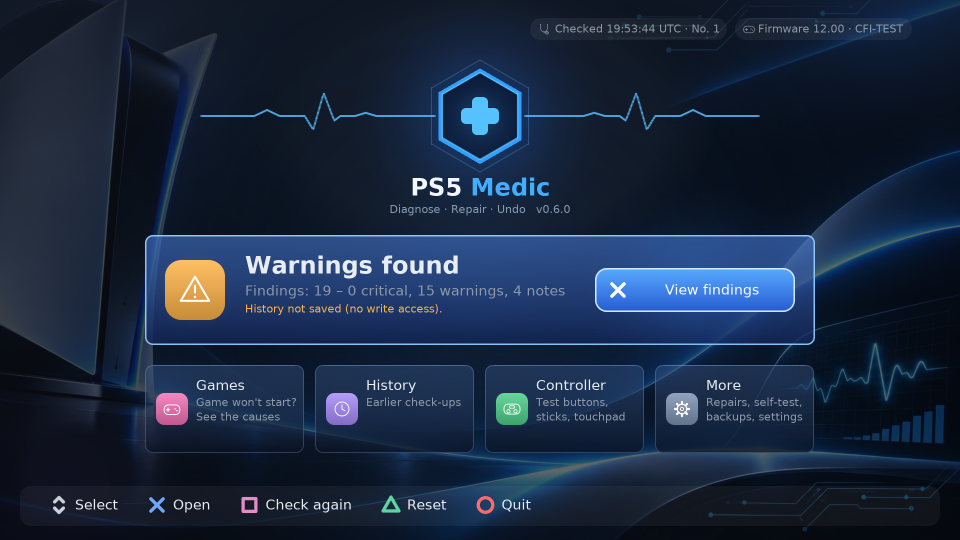 Checked 19:53:44 UTC · No. 1
Firmware 12.00 · CFI-TEST
PS5 Medic
Diagnose · Repair · Undo v0.6.0
Warnings found
Findings: 19 – 0 critical, 15 warnings, 4 notes
History not saved (no write access).
View findings
Games
Game won't start?
See the causes
History
Earlier check-ups
Controller
Test buttons,
sticks, touchpad
More
Repairs, self-test,
backups, settings
Select
Open
Check again
Reset
Quit